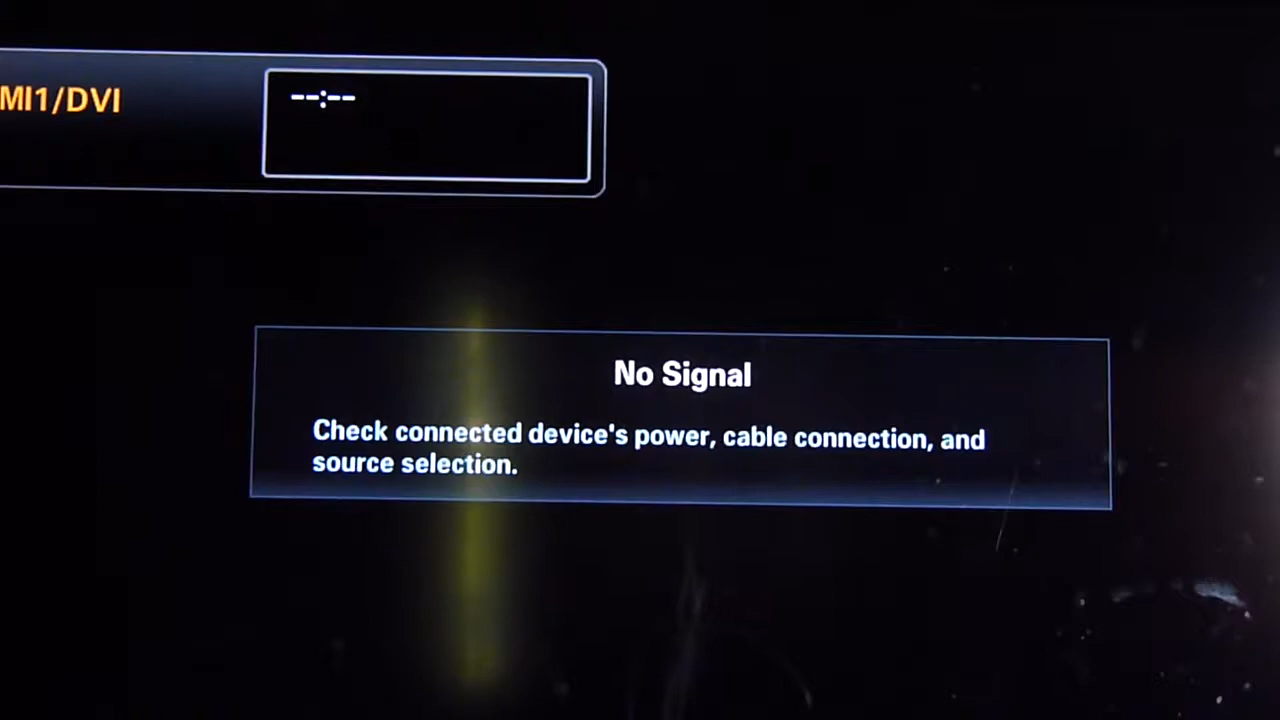 MI1/DVI
--:--
No Signal
Check connected device's power, cable connection, and
source selection.